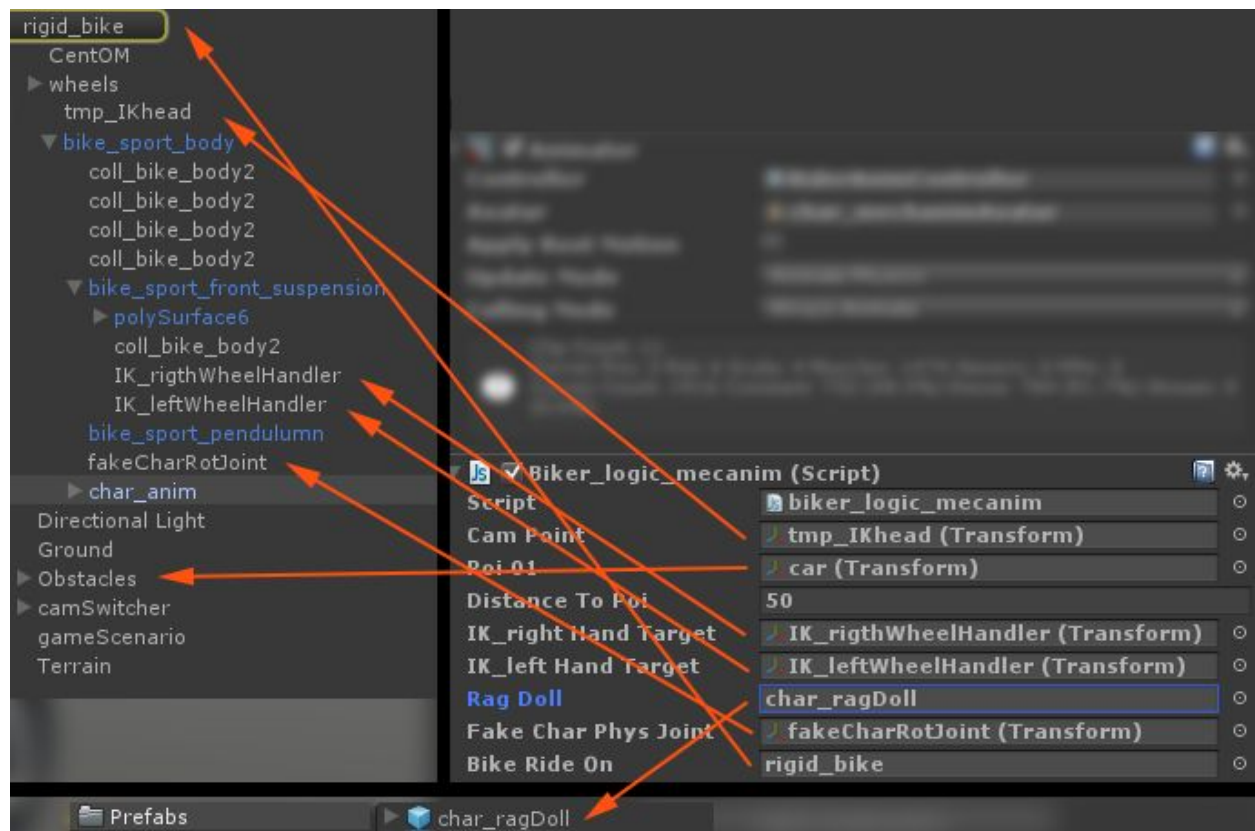 rigid_bike
CentOM
wheels
tmp_IKhead
bike_sport_body
coll_bike_body2
coll_bike_body2
coll_bike_body2
coll_bike_body2
bike_sport_front_suspension
polySurface6
coll_bike_body2
IK_rigthWheelHandler
IK_leftWheelHandler
bike_sport_pendulumn
fakeCharRotJoint
char_anim
Directional Light
Ground
Obstacles
camSwitcher
gameScenario
Terrain
Js Biker_logic_mecanim (Script)
Script biker_logic_mecanim
Cam Point tmp_IKhead (Transform)
Poi 01 car (Transform)
Distance To Poi 50
IK_right Hand Target IK_rigthWheelHandler (Transform)
IK_left Hand Target IK_leftWheelHandler (Transform)
Rag Doll char_ragDoll
Fake Char Phys Joint fakeCharRotJoint (Transform)
Bike Ride On rigid_bike
Prefabs char_ragDoll